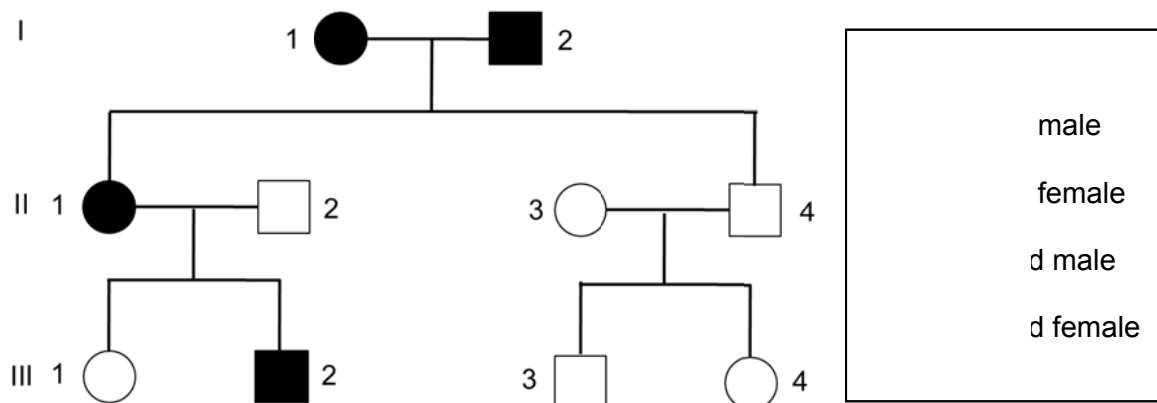 I 1 2
II 1 2 3 4
III 1 2 3 4
male
female
d male
d female